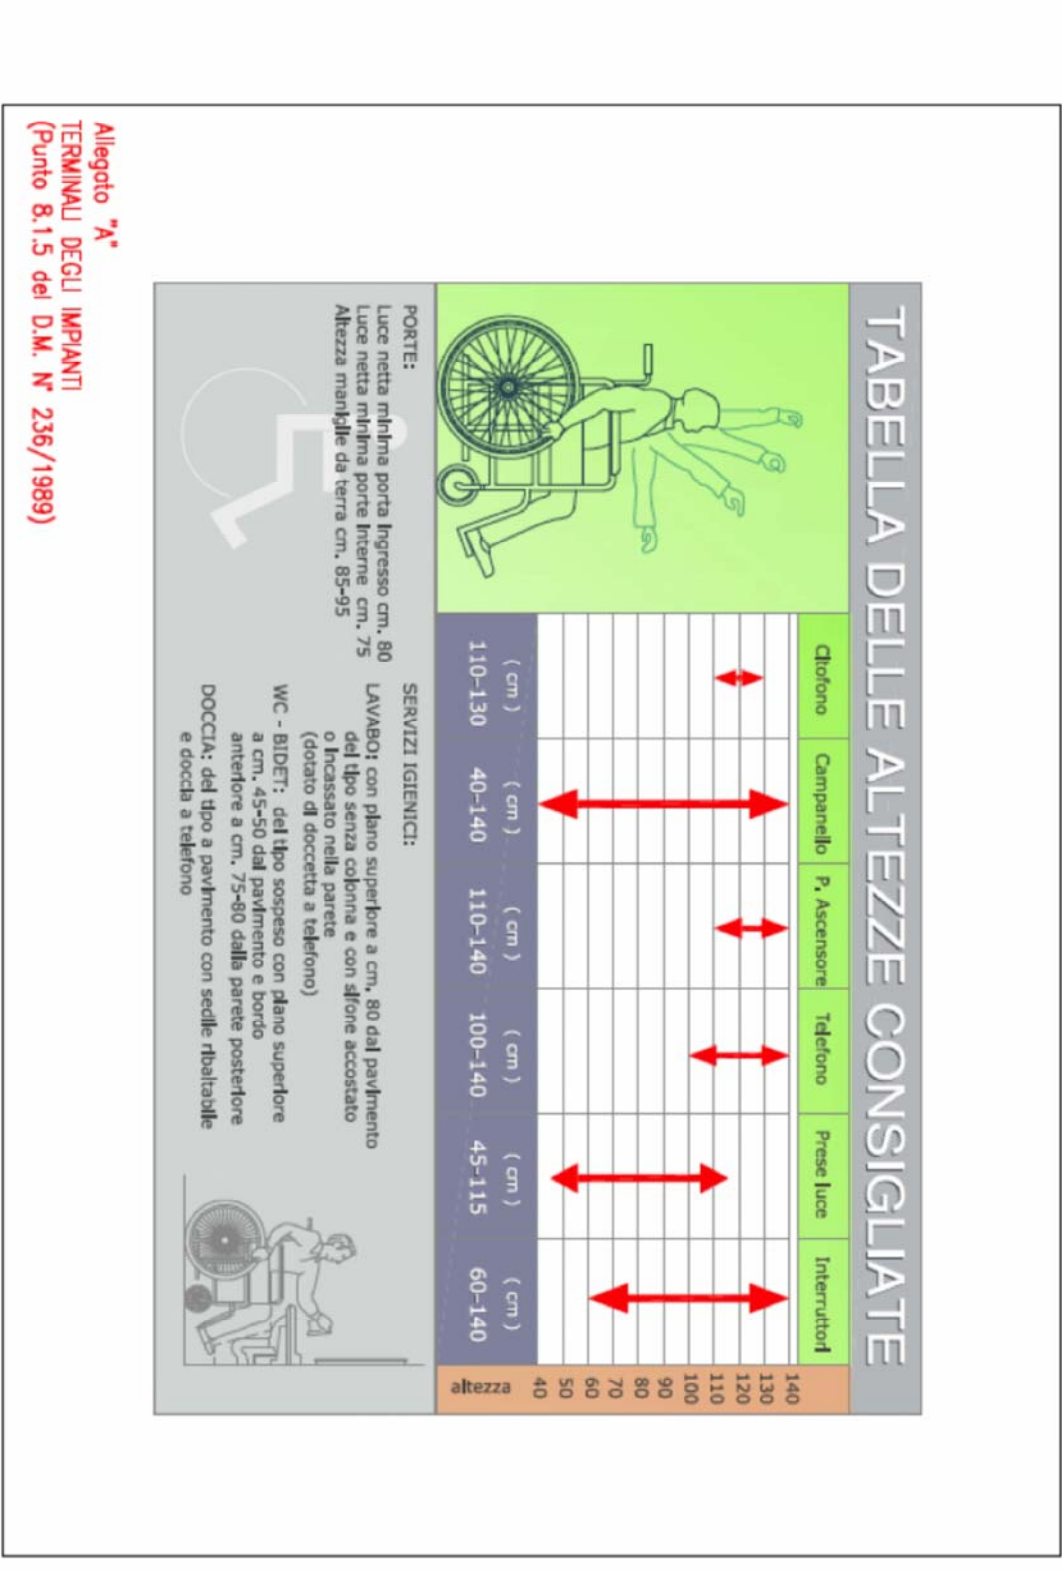 TABELLA DELLE ALTEZZE CONSIGLIATE
Citofono
Campanello
P. Ascensore
Telefono
Prese luce
Interruttori
140
130
120
110
100
90
80
70
60
50
40
altezza
( cm )
( cm )
( cm )
( cm )
( cm )
( cm )
110-130
40-140
110-140
100-140
45-115
60-140
PORTE:
Luce netta minima porta ingresso cm. 80
Luce netta minima porte interne cm. 75
Altezza maniglie da terra cm. 85-95
SERVIZI IGIENICI:
LAVABO: con piano superiore a cm. 80 dal pavimento
del tipo senza colonna e con sifone accostato
o incassato nella parete
(dotato di doccetta a telefono)
WC - BIDET: del tipo sospeso con piano superiore
a cm. 45-50 dal pavimento e bordo
anteriore a cm. 75-80 dalla parete posteriore
DOCCIA: del tipo a pavimento con sedile ribaltabile
e doccia a telefono
Allegato "A"
TERMINALI DEGLI IMPIANTI
(Punto 8.1.5 del D.M. N° 236/1989)